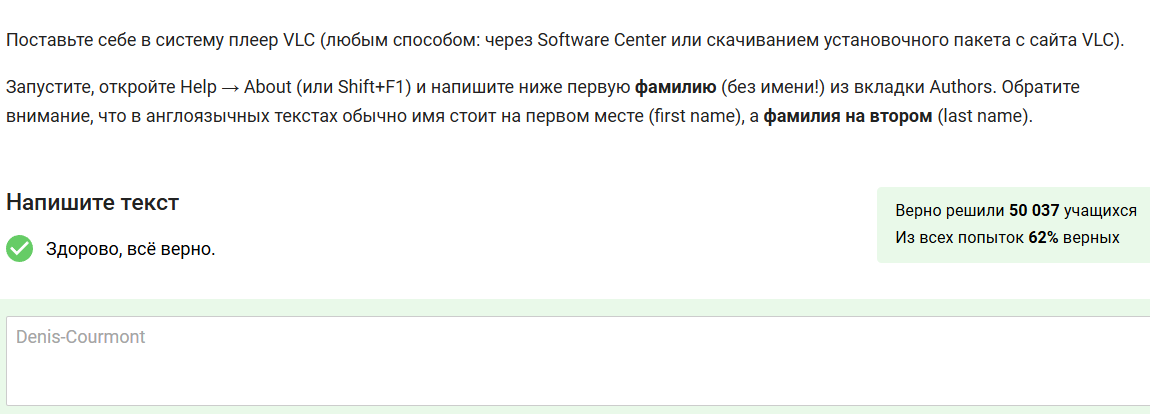 Поставьте себе в систему плеер VLC (любым способом: через Software Center или скачиванием установочного пакета с сайта VLC).
Запустите, откройте Help → About (или Shift+F1) и напишите ниже первую фамилию (без имени!) из вкладки Authors. Обратите
внимание, что в англоязычных текстах обычно имя стоит на первом месте (first name), а фамилия на втором (last name).
Напишите текст
Верно решили 50 037 учащихся
Из всех попыток 62% верных
Здорово, всё верно.
Denis-Courmont